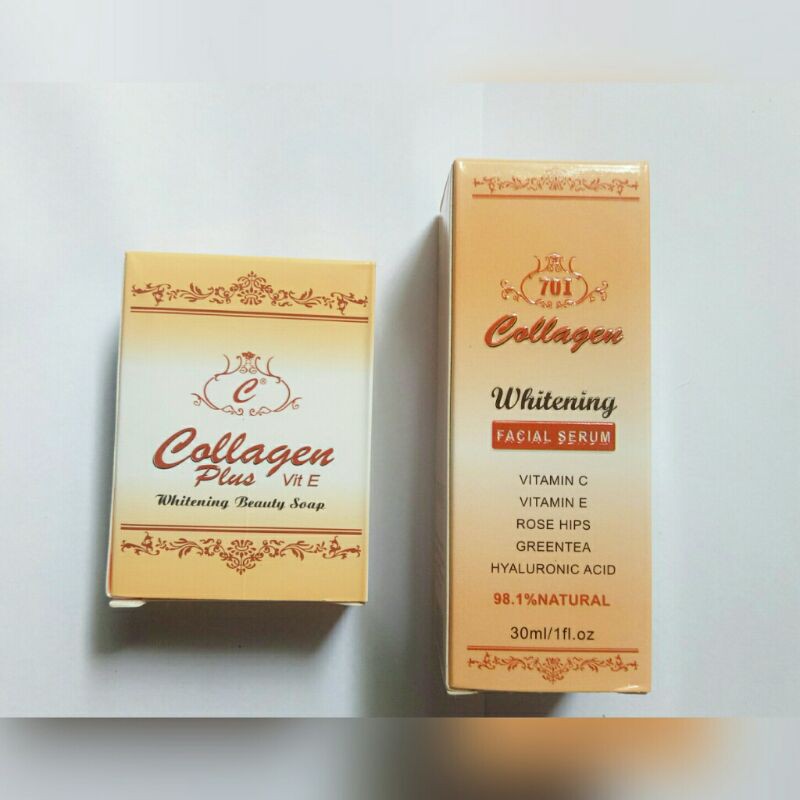 C®
Collagen
Plus Vit E
Whitening Beauty Soap
701
Collagen
Whitening
FACIAL SERUM
VITAMIN C
VITAMIN E
ROSE HIPS
GREENTEA
HYALURONIC ACID
98.1%NATURAL
30ml/1fl.oz